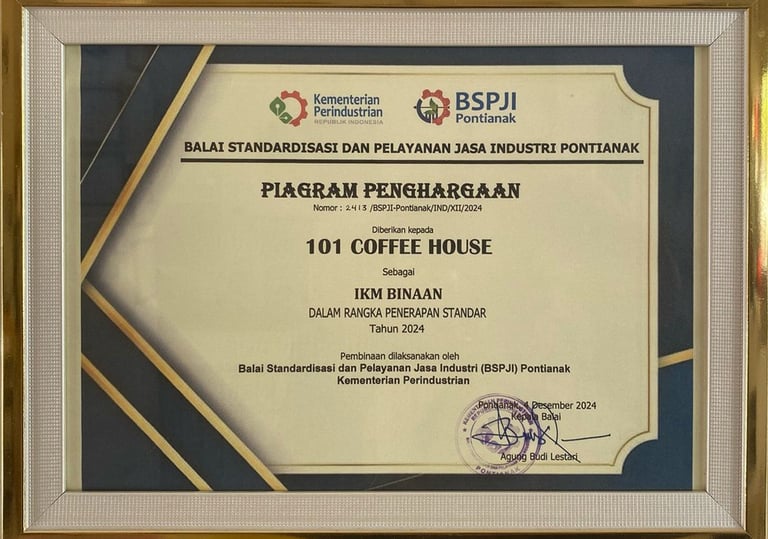 Kementerian
Perindustrian
REPUBLIK INDONESIA
BSPJI
Pontianak
BALAI STANDARDISASI DAN PELAYANAN JASA INDUSTRI PONTIANAK
PIAGRAM PENGHARGAAN
Nomor : 2413 /BSPJI-Pontianak/IND/XII/2024
Diberikan kepada
101 COFFEE HOUSE
Sebagai
IKM BINAAN
DALAM RANGKA PENERAPAN STANDAR
Tahun 2024
Pembinaan dilaksanakan oleh
Balai Standardisasi dan Pelayanan Jasa Industri (BSPJI) Pontianak
Kementerian Perindustrian
Pontianak, 4 Desember 2024
Kepala Balai
Agung Budi Lestari
PONTIANAK